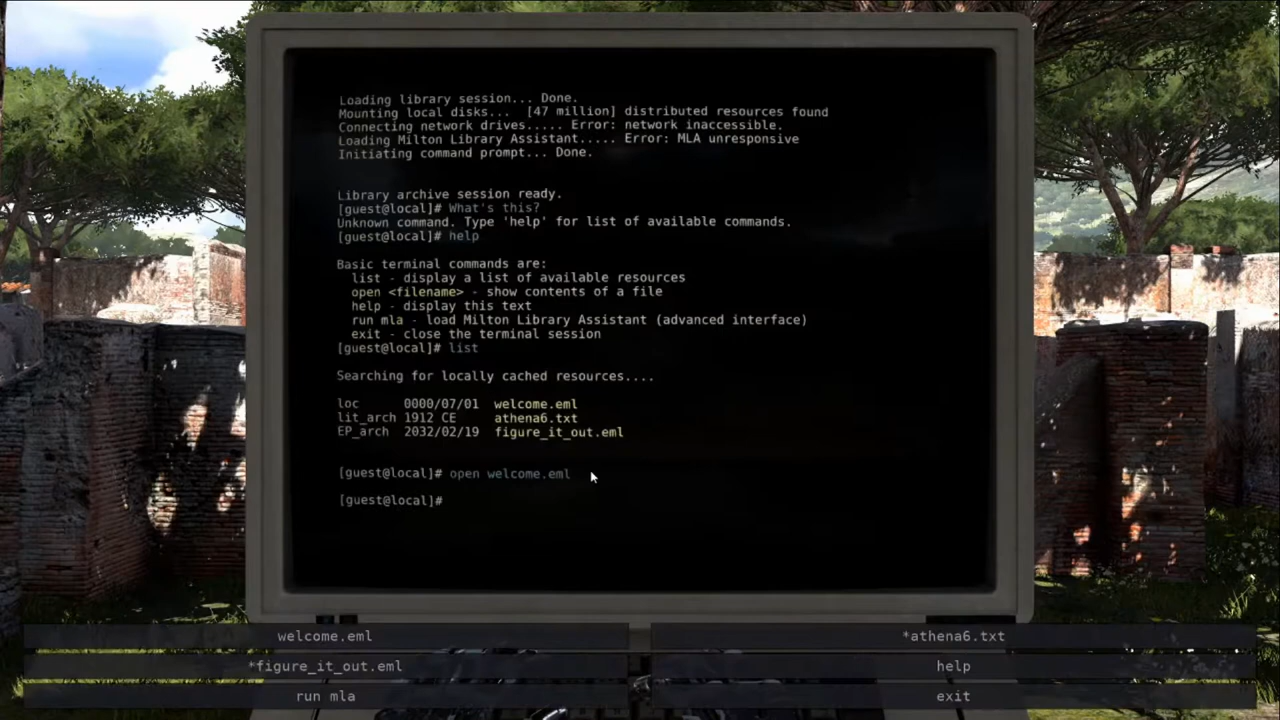 Loading library session... Done.
Mounting local disks...  [47 million] distributed resources found
Connecting network drives..... Error: network inaccessible.
Loading Milton Library Assistant..... Error: MLA unresponsive
Initiating command prompt... Done.
Library archive session ready.
[guest@local]# What's this?
Unknown command. Type 'help' for list of available commands.
[guest@local]# help
Basic terminal commands are:
list - display a list of available resources
open <filename> - show contents of a file
help - display this text
run mla - load Milton Library Assistant (advanced interface)
exit - close the terminal session
[guest@local]# list
Searching for locally cached resources....
loc 0000/07/01 welcome.eml
lit_arch 1912 CE athena6.txt
EP_arch 2032/02/19 figure_it_out.eml
[guest@local]# open welcome.eml
[guest@local]#
welcome.eml *athena6.txt
*figure_it_out.eml help
run mla exit